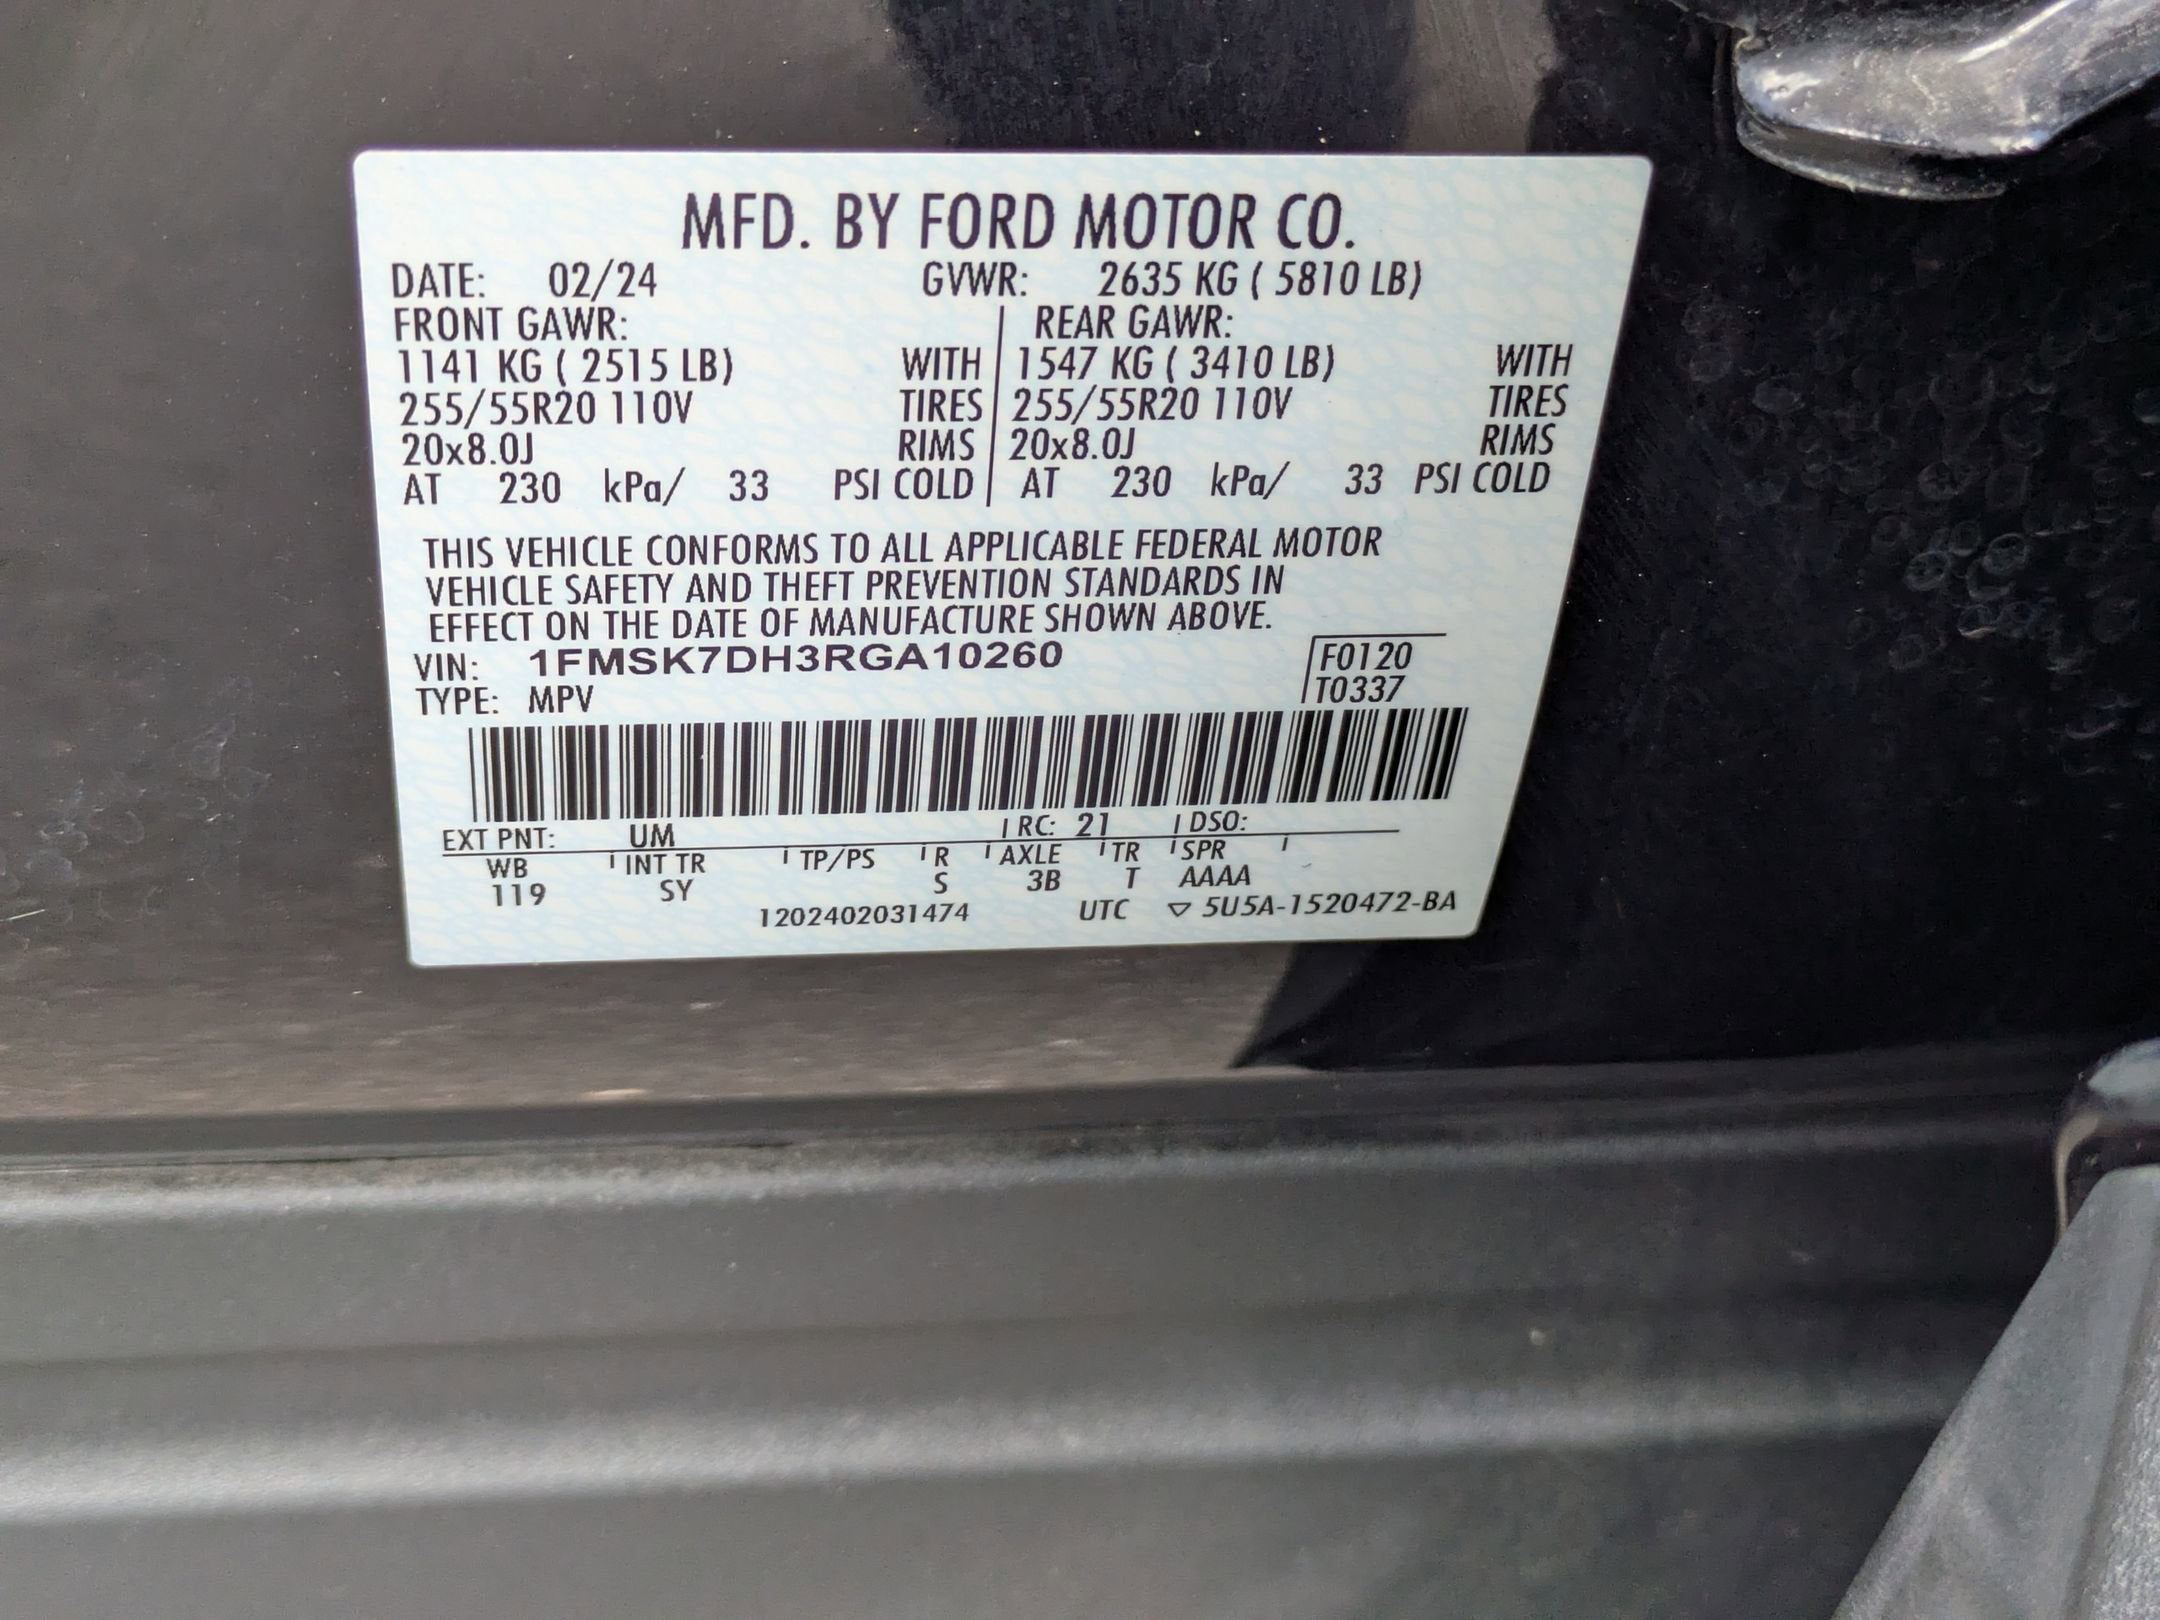 MFD. BY FORD MOTOR CO.
DATE: 02/24 GVWR: 2635 KG ( 5810 LB)
FRONT GAWR: REAR GAWR:
1141 KG ( 2515 LB) WITH 1547 KG ( 3410 LB) WITH
255/55R20 110V TIRES 255/55R20 110V TIRES
20x8.0J RIMS 20x8.0J RIMS
AT 230 kPa/ 33 PSI COLD AT 230 kPa/ 33 PSI COLD
THIS VEHICLE CONFORMS TO ALL APPLICABLE FEDERAL MOTOR
VEHICLE SAFETY AND THEFT PREVENTION STANDARDS IN
EFFECT ON THE DATE OF MANUFACTURE SHOWN ABOVE.
VIN: 1FMSK7DH3RGA10260 F0120
TYPE: MPV T0337
EXT PNT: UM RC: 21 DSO:
WB INT TR TP/PS R AXLE TR SPR
119 SY S 3B T AAAA
1202402031474 UTC ▽ 5U5A-1520472-BA